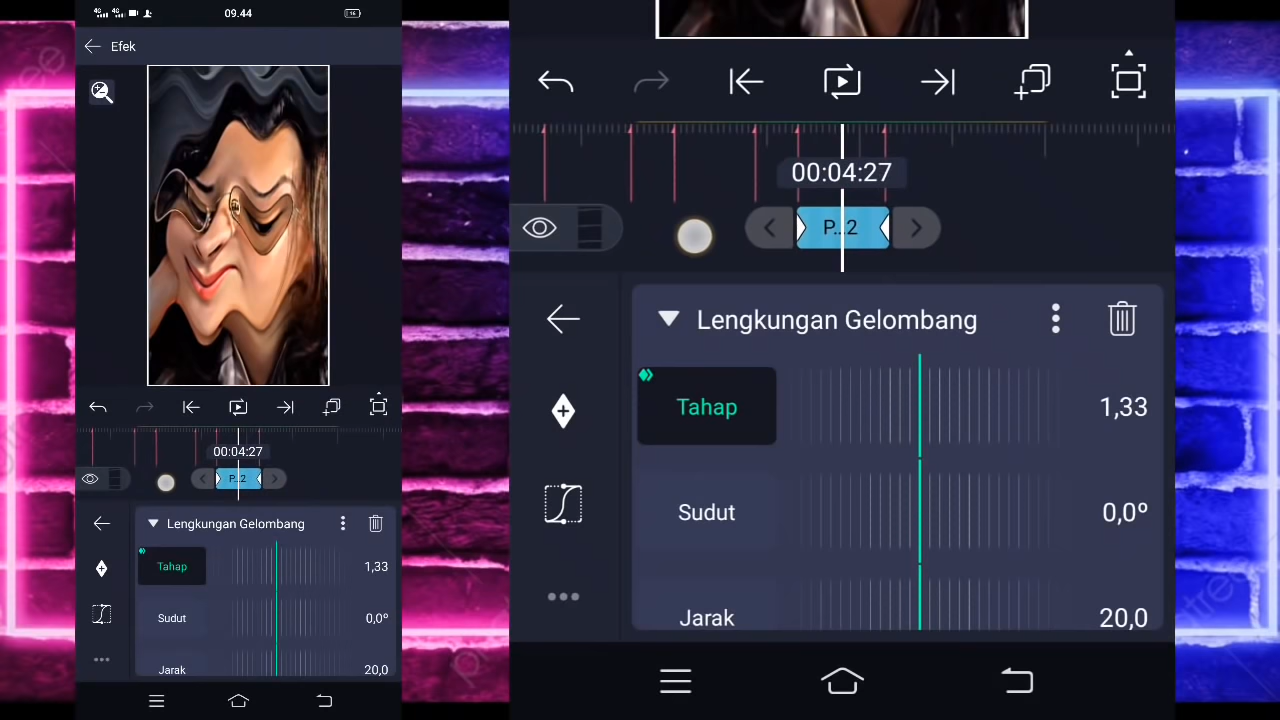 09.44
Efek
00:04:27
P...2
Lengkungan Gelombang
Tahap
1,33
Sudut
0,0º
Jarak
20,0
00:04:27
P...2
Lengkungan Gelombang
Tahap
1,33
Sudut
0,0º
Jarak
20,0